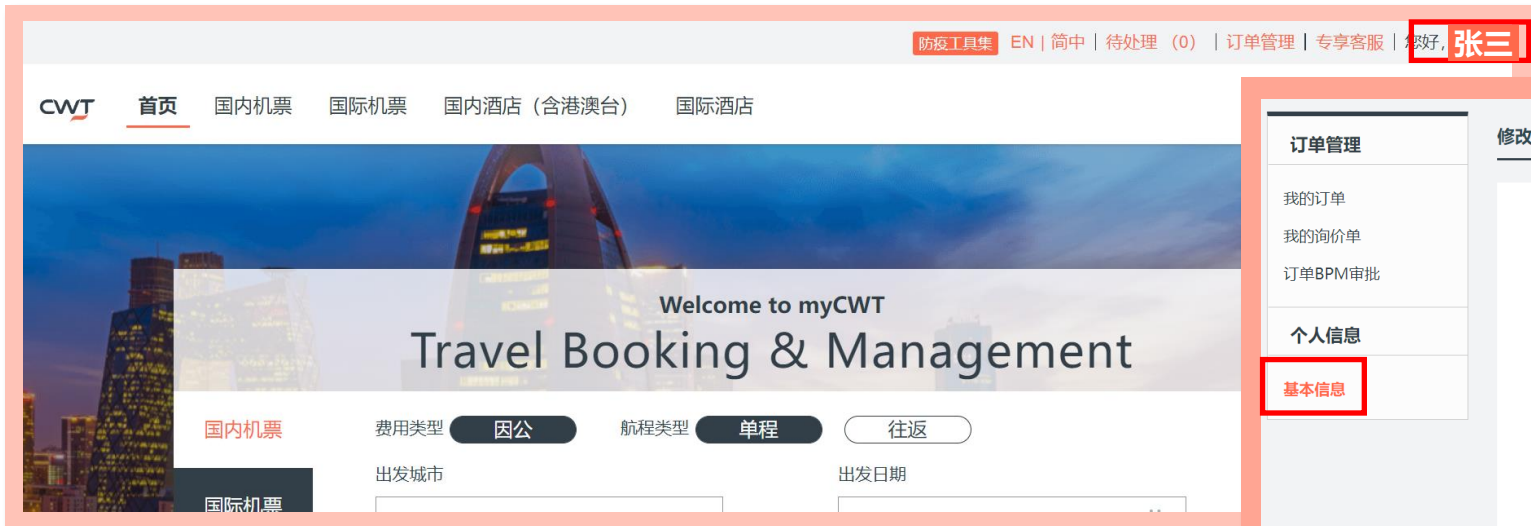 防疫工具集 EN | 简中 | 待处理 (0) | 订单管理 | 专享客服 | 您好, 张三
CWT 首页 国内机票 国际机票 国内酒店（含港澳台） 国际酒店
订单管理
修改
我的订单
我的询价单
订单BPM审批
个人信息
基本信息
Welcome to myCWT
Travel Booking & Management
国内机票
费用类型 因公 航程类型 单程 往返
出发城市 出发日期
国际机票